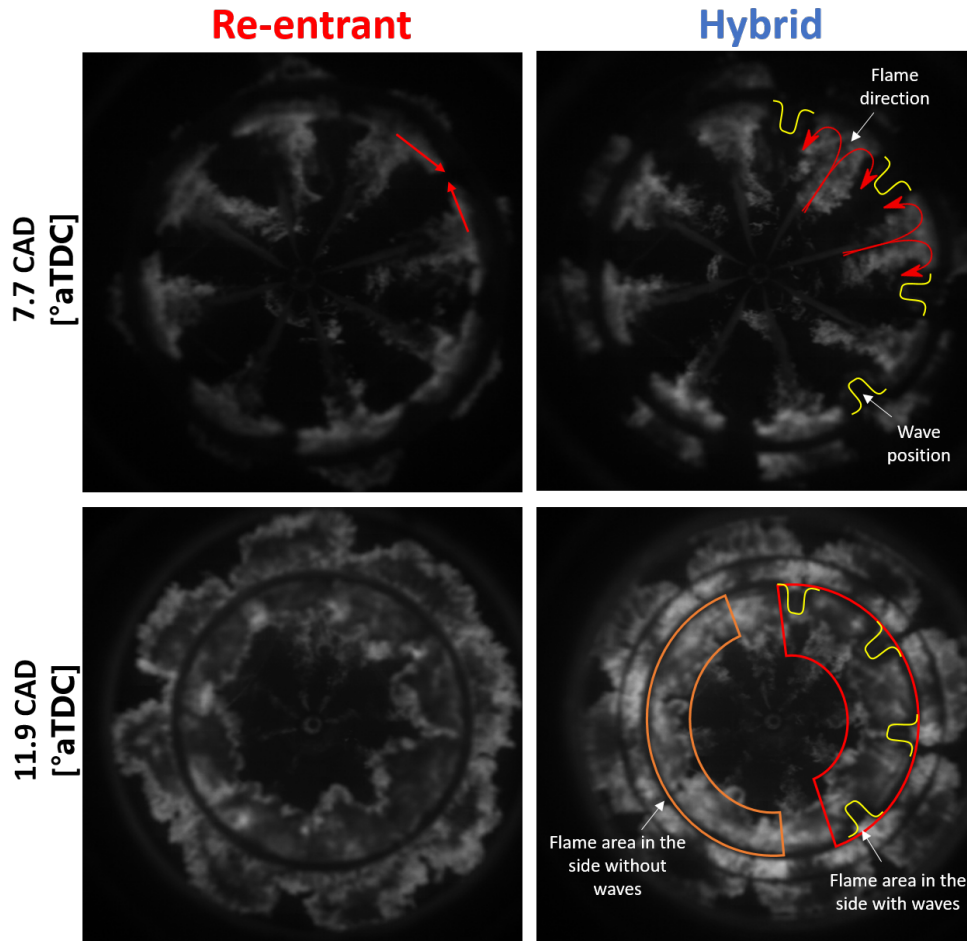 Re-entrant
Hybrid
7.7 CAD
[°aTDC]
Flame
direction
Wave
position
11.9 CAD
[°aTDC]
Flame area in the
side without
waves
Flame area in the
side with waves